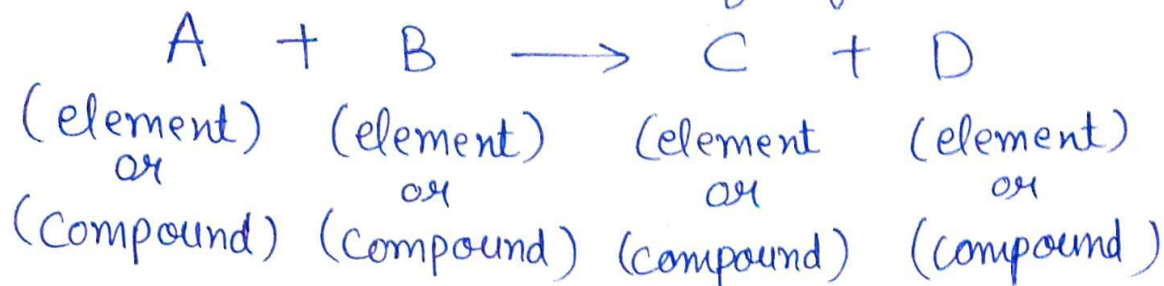 A + B ⟶ C + D
(element) (element) (element (element)
or or or or
(compound) (compound) (compound) (compound)